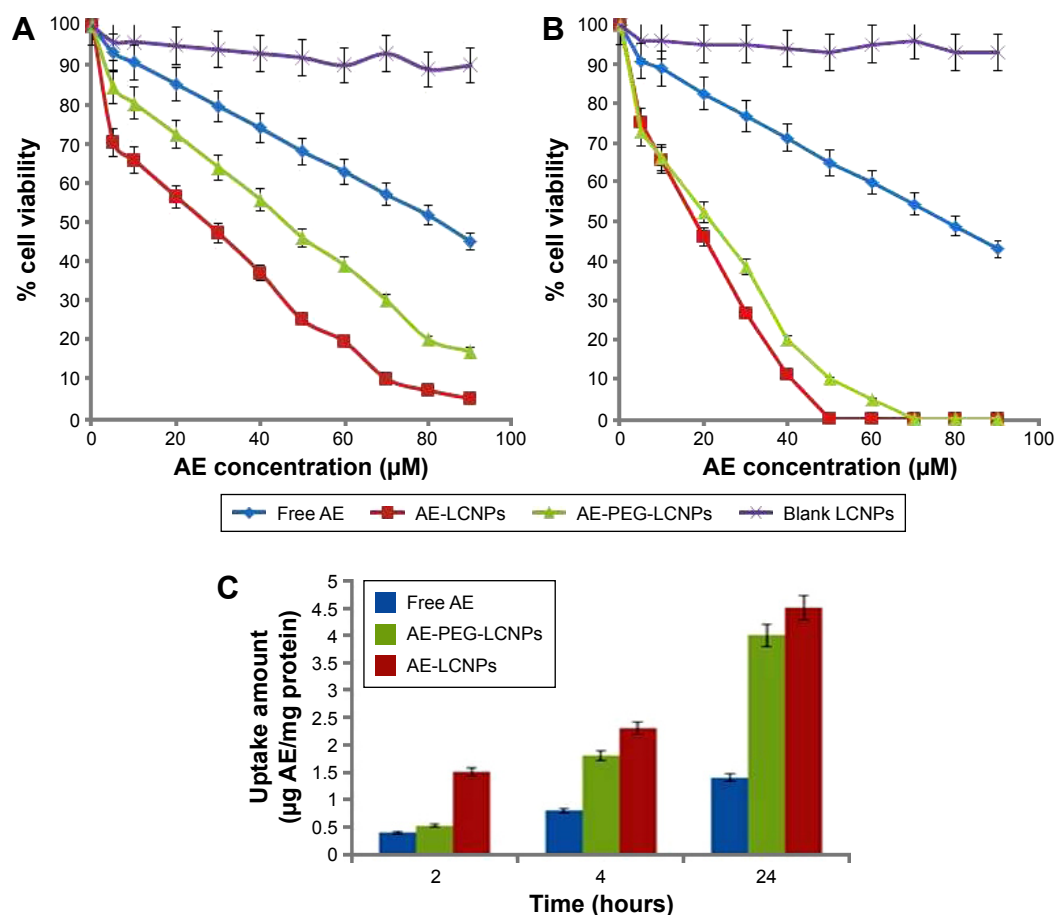 A
% cell viability
100
90
80
70
60
50
40
30
20
10
0
0 20 40 60 80 100
AE concentration (µM)
B
% cell viability
100
90
80
70
60
50
40
30
20
10
0
0 20 40 60 80 100
AE concentration (µM)
Free AE AE-LCNPs AE-PEG-LCNPs Blank LCNPs
C
Uptake amount
(µg AE/mg protein)
5
4.5
4
3.5
3
2.5
2
1.5
1
0.5
0
Free AE
AE-PEG-LCNPs
AE-LCNPs
2 4 24
Time (hours)